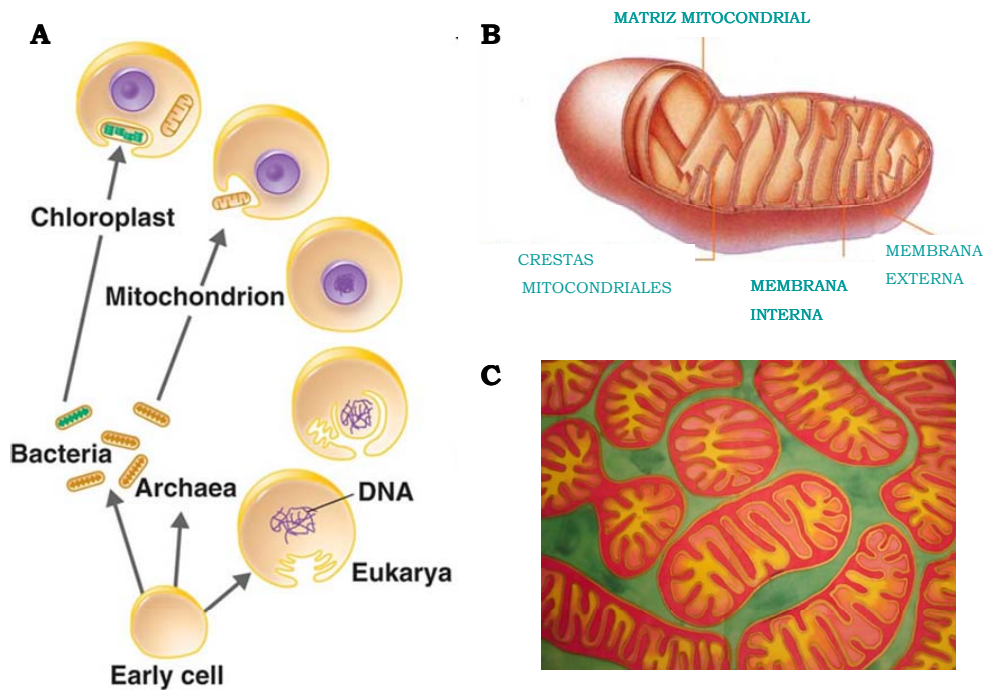 A
Chloroplast
Mitochondrion
Bacteria
Archaea
DNA
Eukarya
Early cell
B
MATRIZ MITOCONDRIAL
CRESTAS
MITOCONDRIALES
MEMBRANA
INTERNA
MEMBRANA
EXTERNA
C